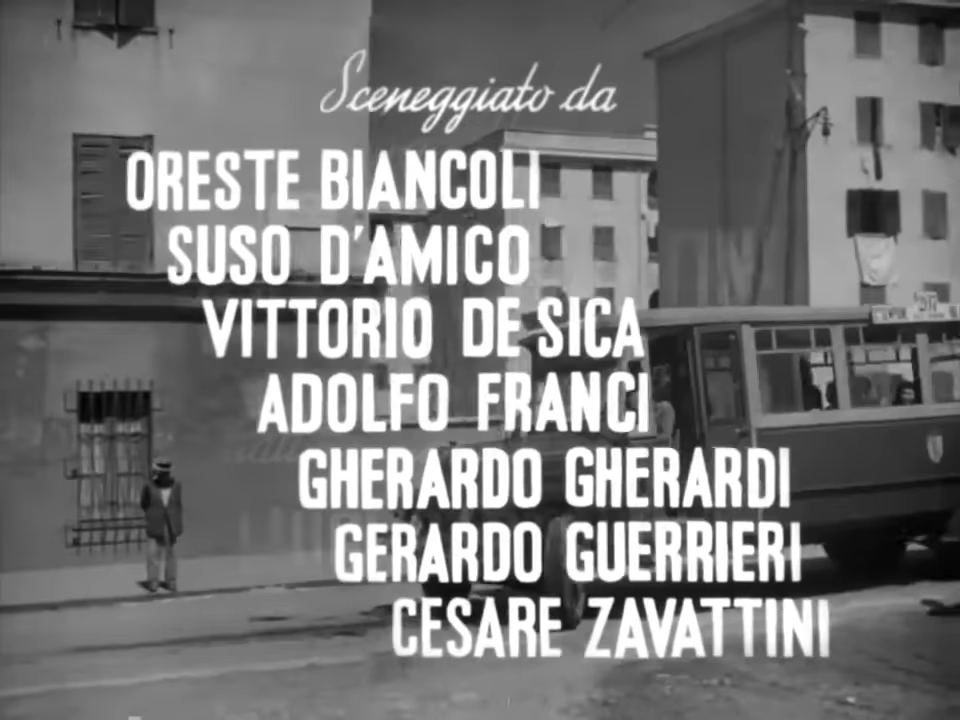 Sceneggiato da
ORESTE BIANCOLI
SUSO D'AMICO
VITTORIO DE SICA
ADOLFO FRANCI
GHERARDO GHERARDI
GERARDO GUERRIERI
CESARE ZAVATTINI